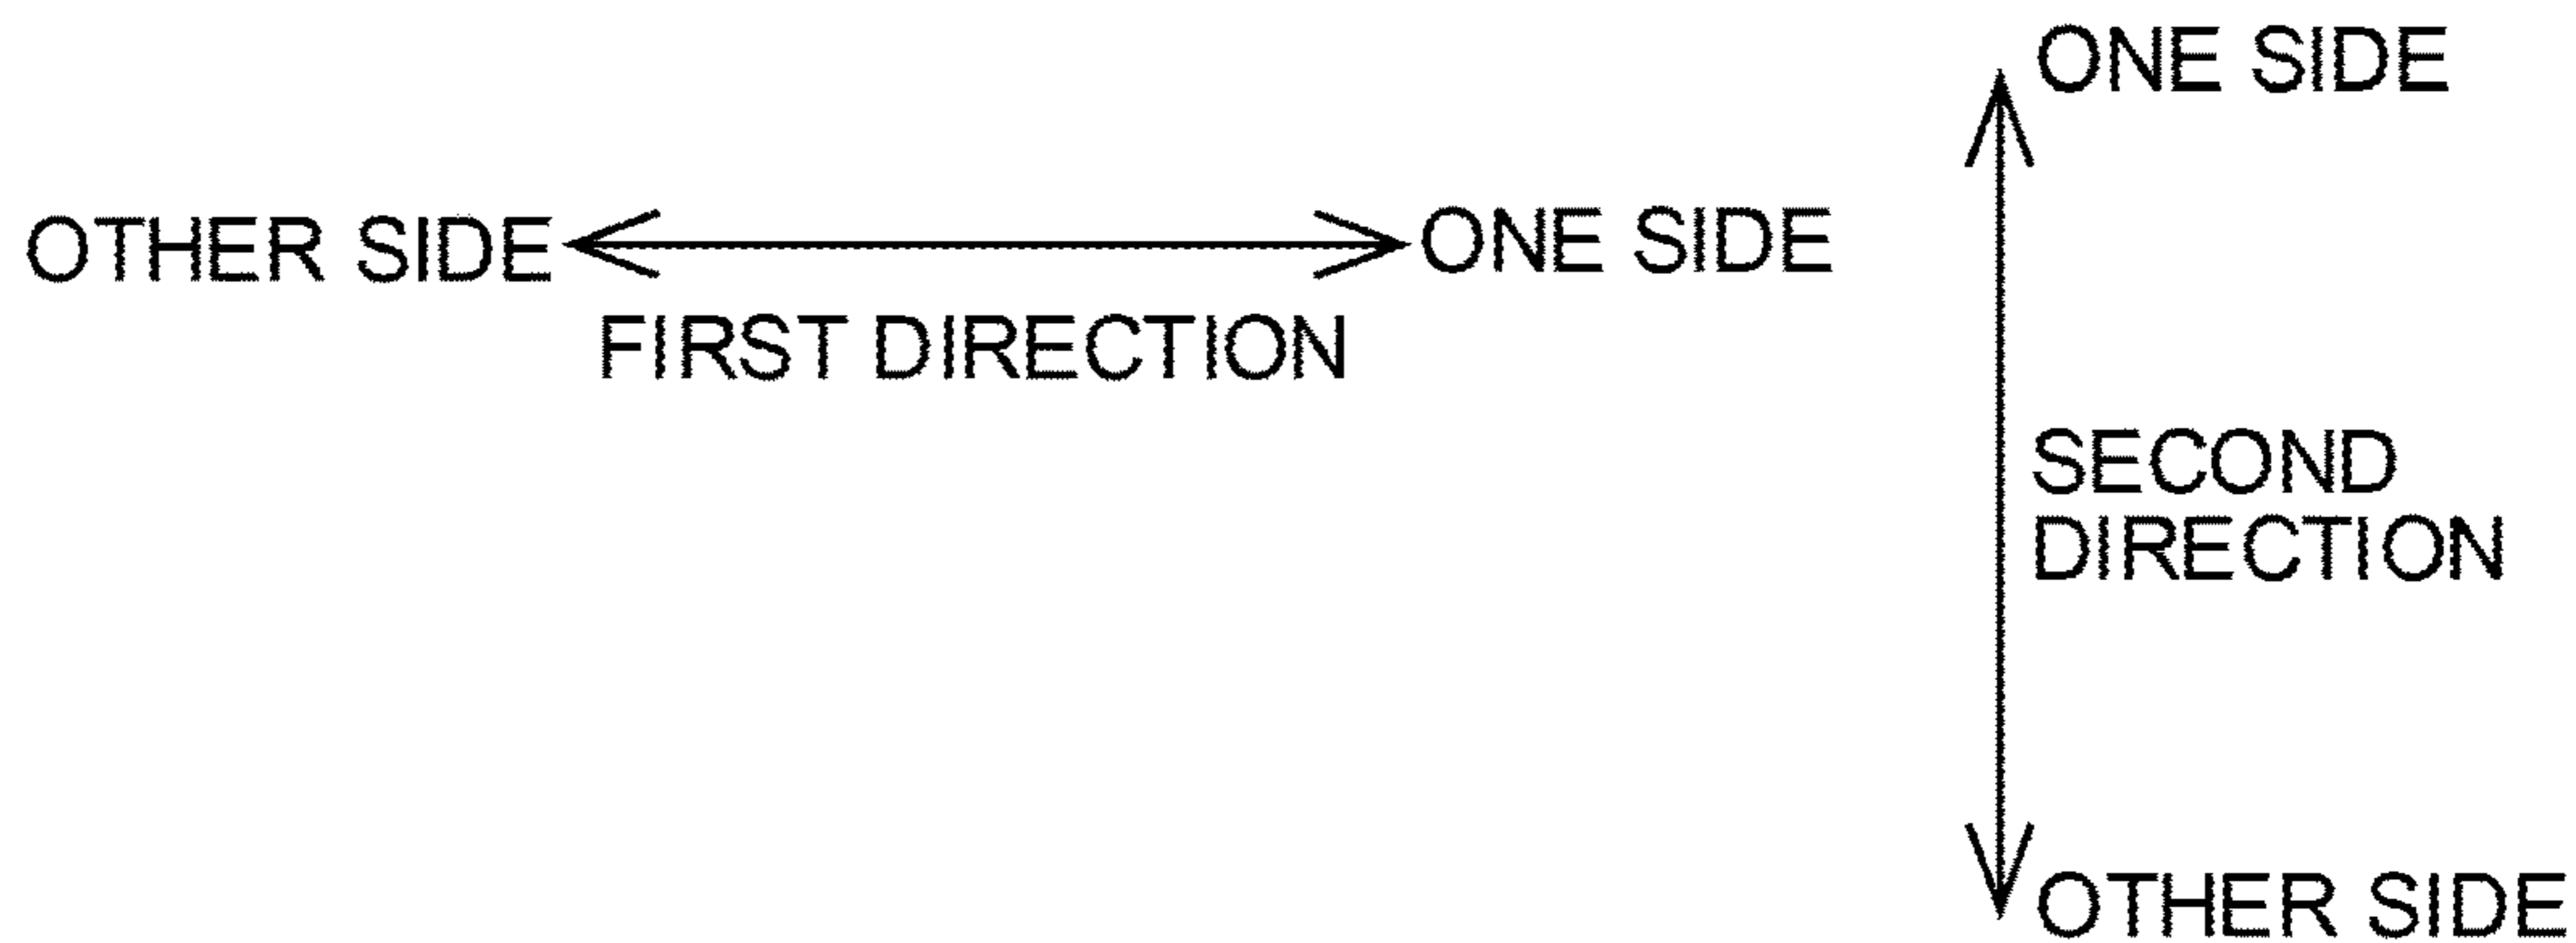 ONE SIDE
OTHER SIDE
ONE SIDE
FIRST DIRECTION
SECOND
DIRECTION
OTHER SIDE